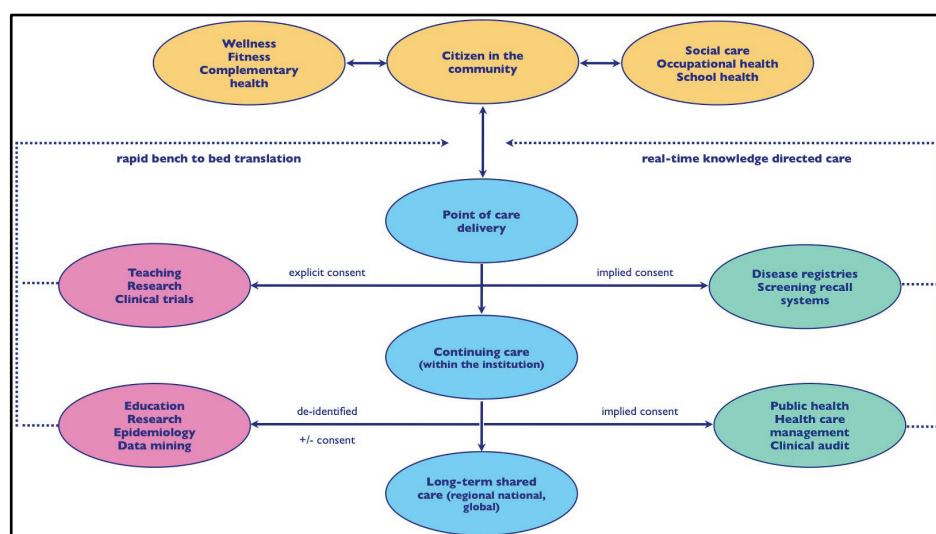 Wellness
Fitness
Complementary
health
Citizen in the
community
Social care
Occupational health
School health
rapid bench to bed translation
real-time knowledge directed care
Point of care
delivery
Teaching
Research
Clinical trials
explicit consent
implied consent
Disease registries
Screening recall
systems
Continuing care
(within the institution)
Education
Research
Epidemiology
Data mining
de-identified
+/- consent
implied consent
Public health
Health care
management
Clinical audit
Long-term shared
care (regional national,
global)